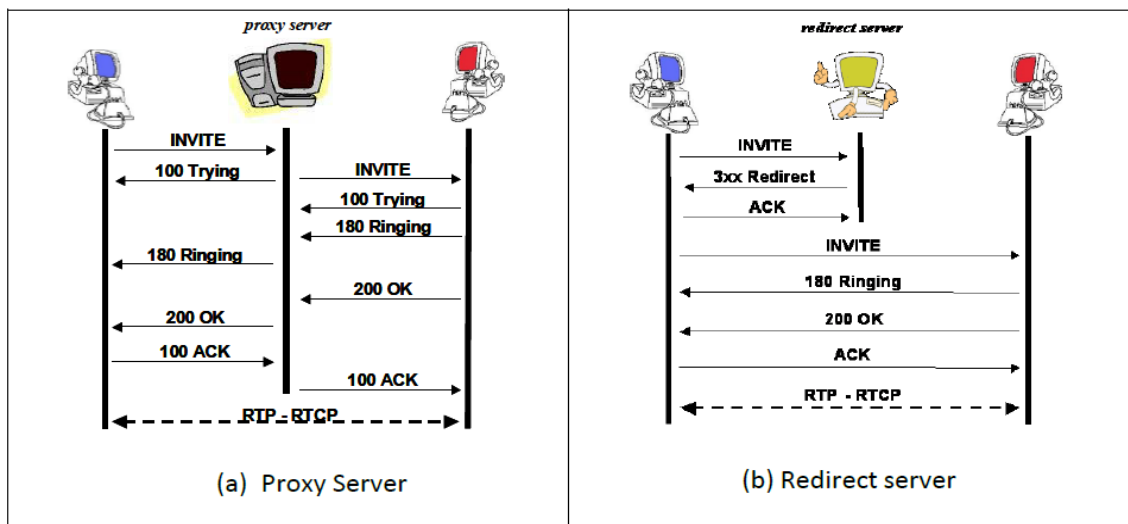 proxy server
INVITE
100 Trying
INVITE
100 Trying
180 Ringing
180 Ringing
200 OK
200 OK
100 ACK
100 ACK
RTP - RTCP
(a) Proxy Server
redirect server
INVITE
3xx Redirect
ACK
INVITE
180 Ringing
200 OK
ACK
RTP - RTCP
(b) Redirect server